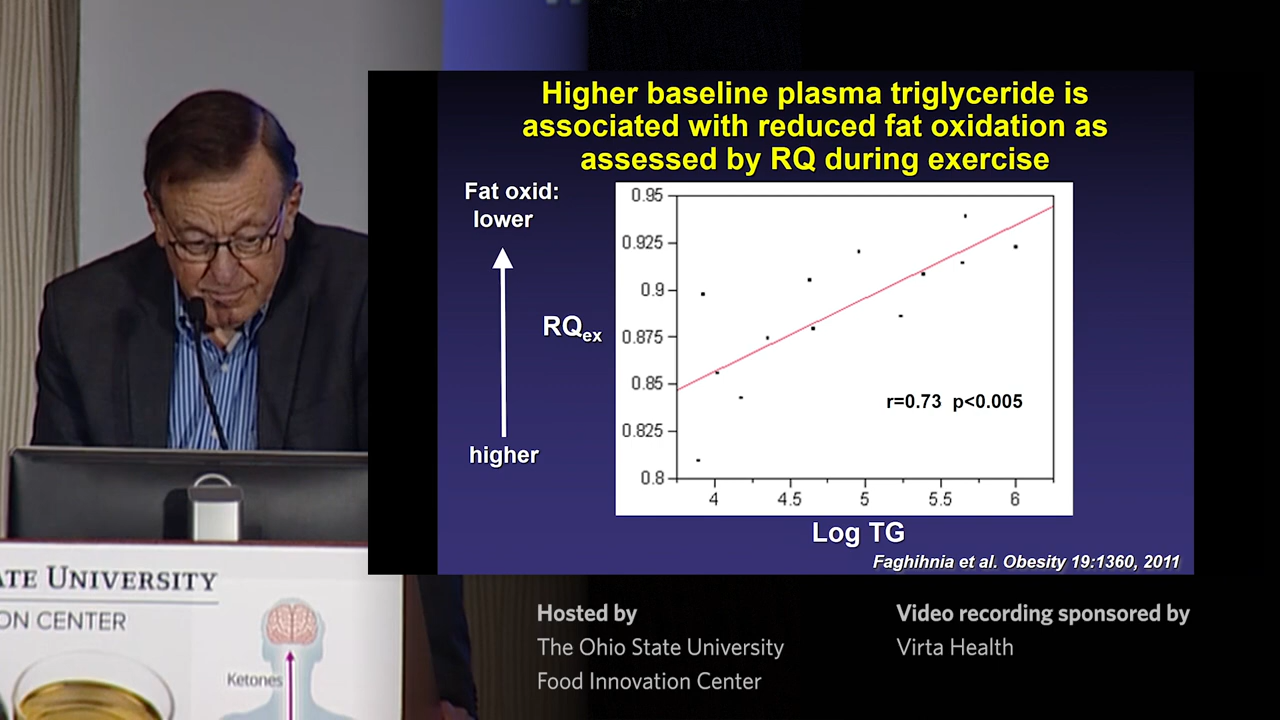 Higher baseline plasma triglyceride is
associated with reduced fat oxidation as
assessed by RQ during exercise
Fat oxid:
lower
higher
RQex
0.95
0.925
0.9
0.875
0.85
0.825
0.8
r=0.73 p<0.005
4
4.5
5
5.5
6
Log TG
Faghihnia et al. Obesity 19:1360, 2011
ATE UNIVERSITY
ON CENTER
Ketones
Hosted by
The Ohio State University
Food Innovation Center
Video recording sponsored by
Virta Health